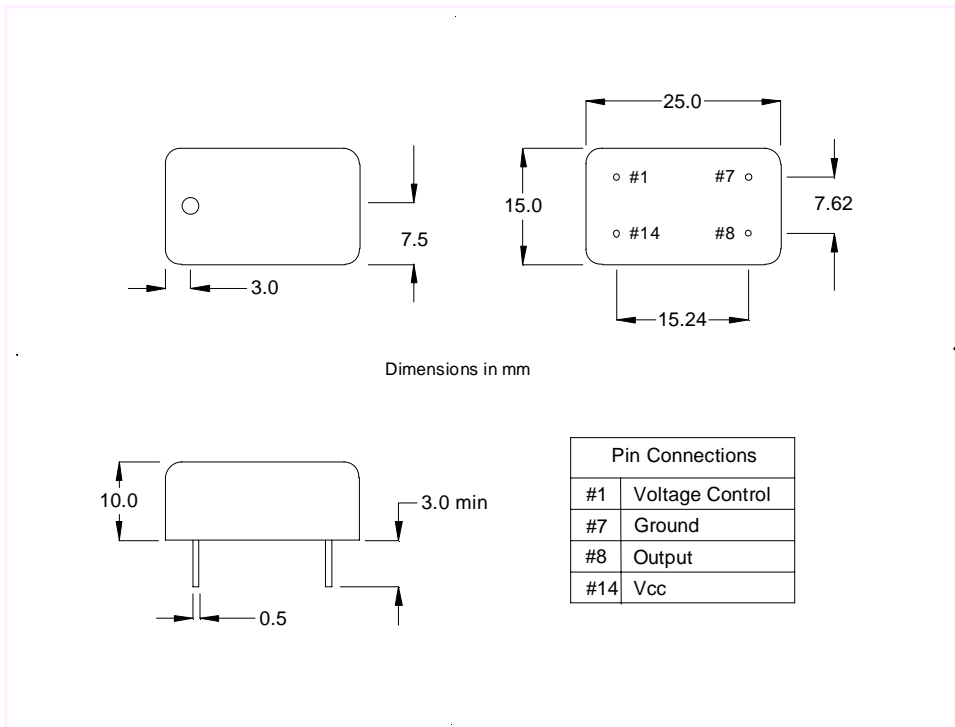 25.0
#1 #7
15.0
7.62
#14 #8
7.5
3.0
15.24
Dimensions in mm
10.0
3.0 min
0.5
Pin Connections
#1 Voltage Control
#7 Ground
#8 Output
#14 Vcc